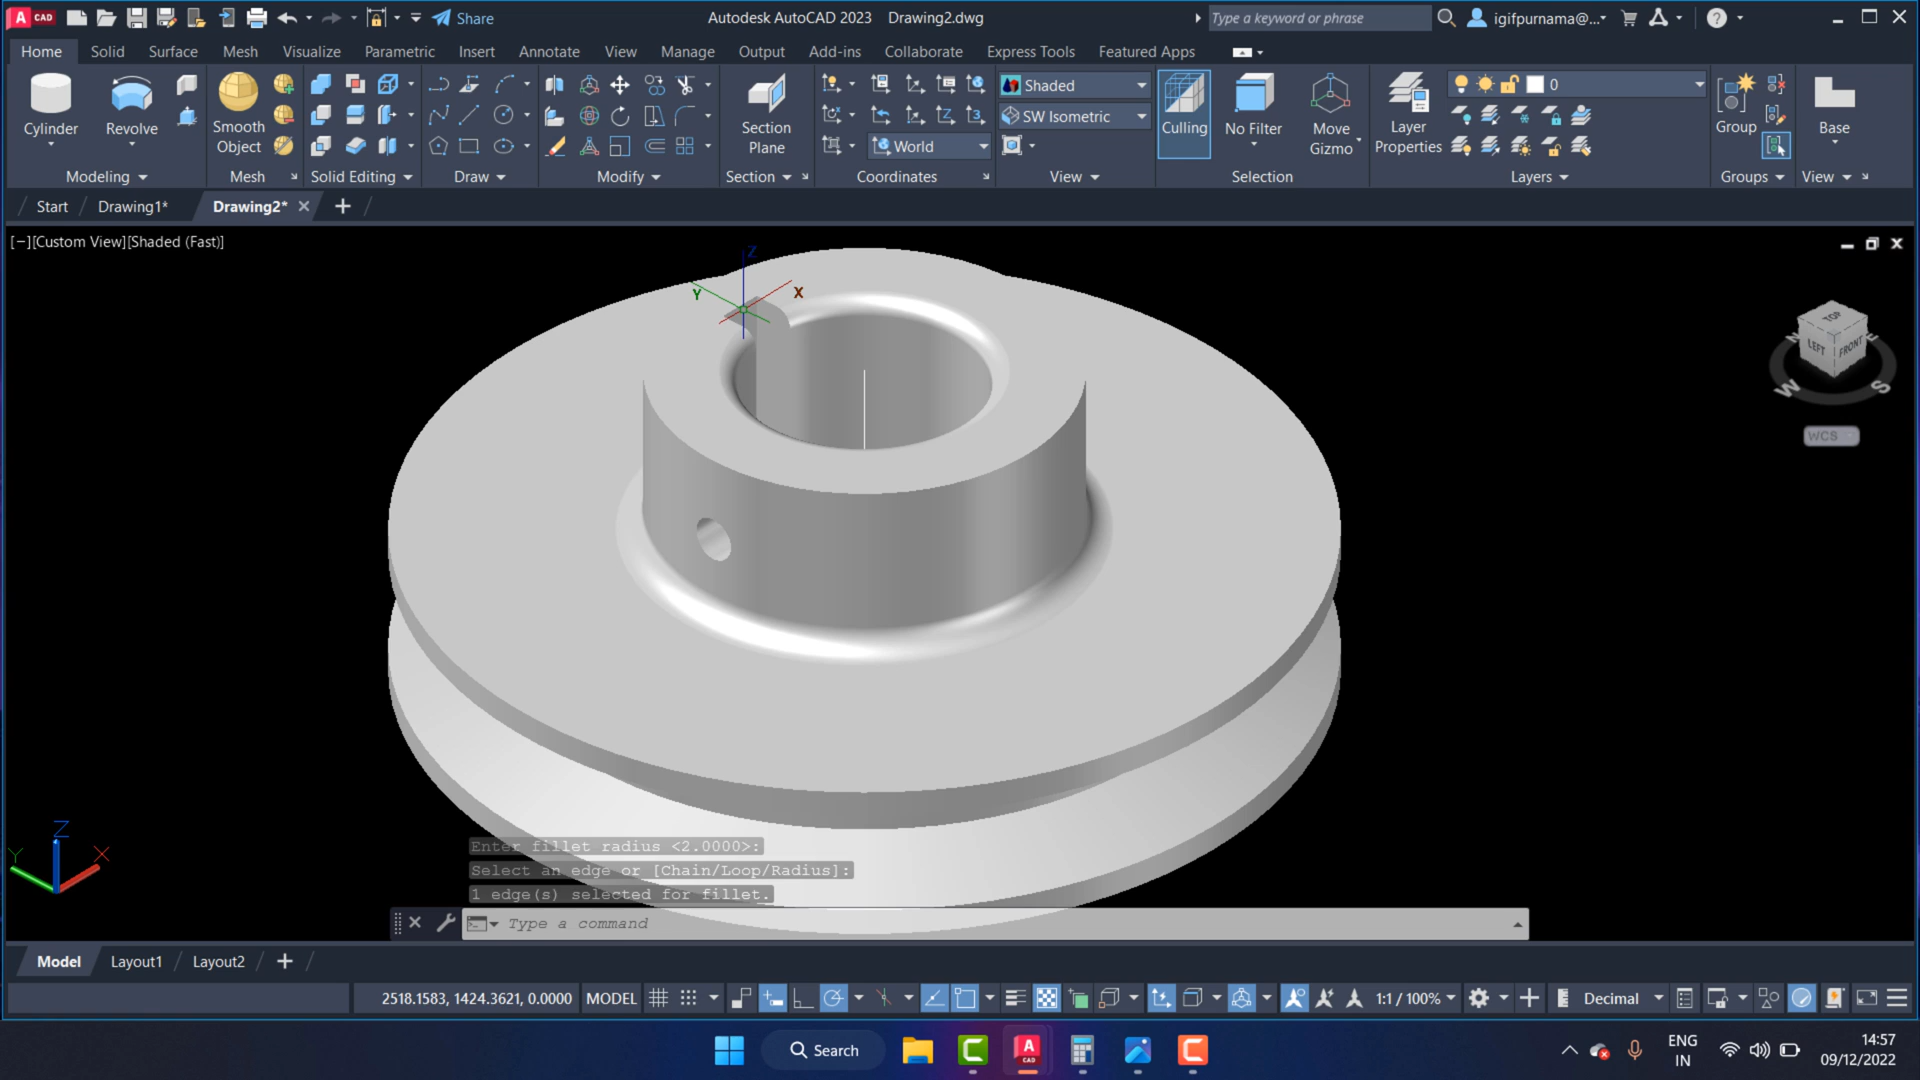 A CAD
Share
Autodesk AutoCAD 2023 Drawing2.dwg
Type a keyword or phrase
igifpurnama@...
Home Solid Surface Mesh Visualize Parametric Insert Annotate View Manage Output Add-ins Collaborate Express Tools Featured Apps
Cylinder
Revolve
Smooth
Object
Section
Plane
World
Shaded
SW Isometric
Culling
No Filter
Move
Gizmo
Layer
Properties
0
Group
Base
Modeling Mesh Solid Editing Draw Modify Section Coordinates View Selection Layers Groups View
Start Drawing1* Drawing2*
[−][Custom View][Shaded (Fast)]
Z
Y
X
TOP
LEFT
FRONT
N
E
W
S
WCS
Z
Y
X
Enter fillet radius <2.0000>:
Select an edge or [Chain/Loop/Radius]:
1 edge(s) selected for fillet.
Type a command
Model Layout1 Layout2
2518.1583, 1424.3621, 0.0000 MODEL 1:1 / 100% Decimal
Search
A CAD
ENG
IN
14:57
09/12/2022